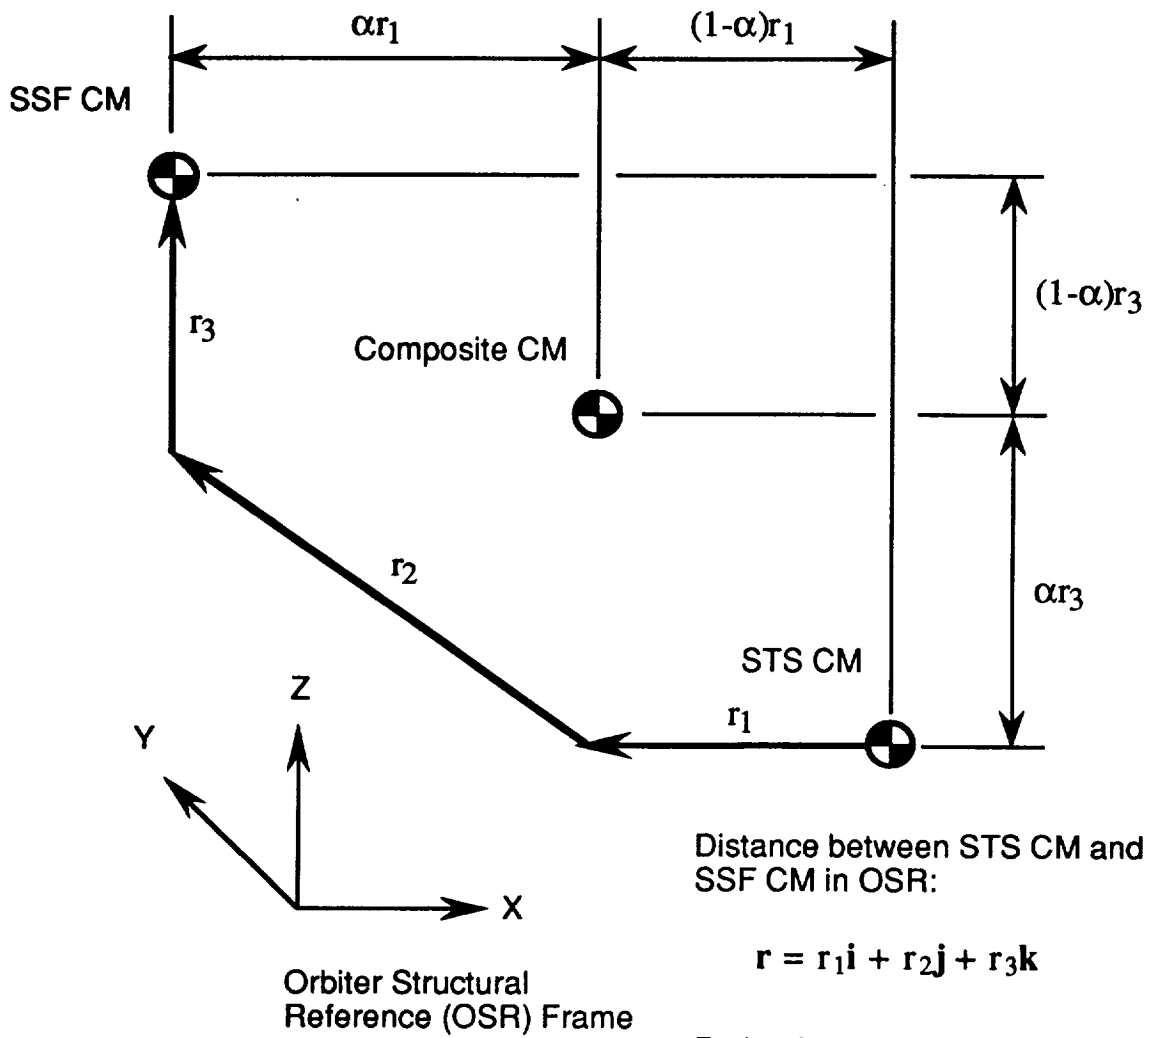 αr1
(1-α)r1
SSF CM
r3
(1-α)r3
Composite CM
r2
αr3
STS CM
r1
Z
Y
X
Distance between STS CM and
SSF CM in OSR:
r = r1i + r2j + r3k
Orbiter Structural
Reference (OSR) Frame